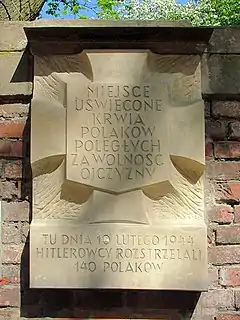 MIEJSCE
UŚWIĘCONE
KRWIĄ
POLAKÓW
POLEGŁYCH
ZA WOLNOŚĆ
OJCZYZNY
TU DNIA 10 LUTEGO 1944
HITLEROWCY ROZSTRZELALI
140 POLAKÓW